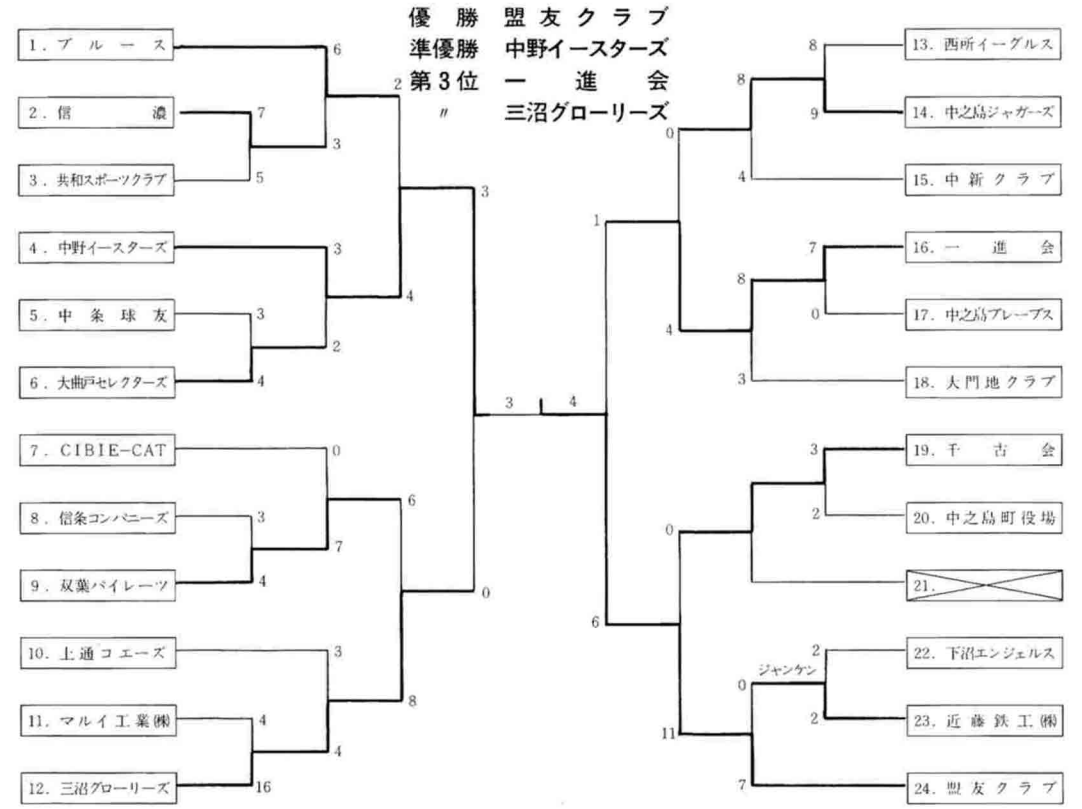 優勝 盟友クラブ
準優勝 中野イースターズ
第3位 一進会
〃 三沼グローリーズ
1. ブルース
6
2
2. 信濃
7
3
3. 共和スポーツクラブ
5
3
4. 中野イースターズ
3
4
5. 中条球友
3
2
6. 大曲戸セレクターズ
4
3
7. CIBIE-CAT
0
6
8. 信条コンパニーズ
3
7
9. 双葉パイレーツ
4
0
10. 上通コエーズ
3
8
11. マルイ工業㈱
4
4
12. 三沼グローリーズ
16
4
8
13. 西所イーグルス
8
0
9
14. 中之島ジャガーズ
4
15. 中新クラブ
1
7
16. 一進会
8
4
0
17. 中之島ブレーブス
3
18. 大門地クラブ
3
19. 千古会
0
2
20. 中之島町役場
21.
6
2
22. 下沼エンジェルス
ジャンケン
0
2
23. 近藤鉄工㈱
11
7
24. 盟友クラブ